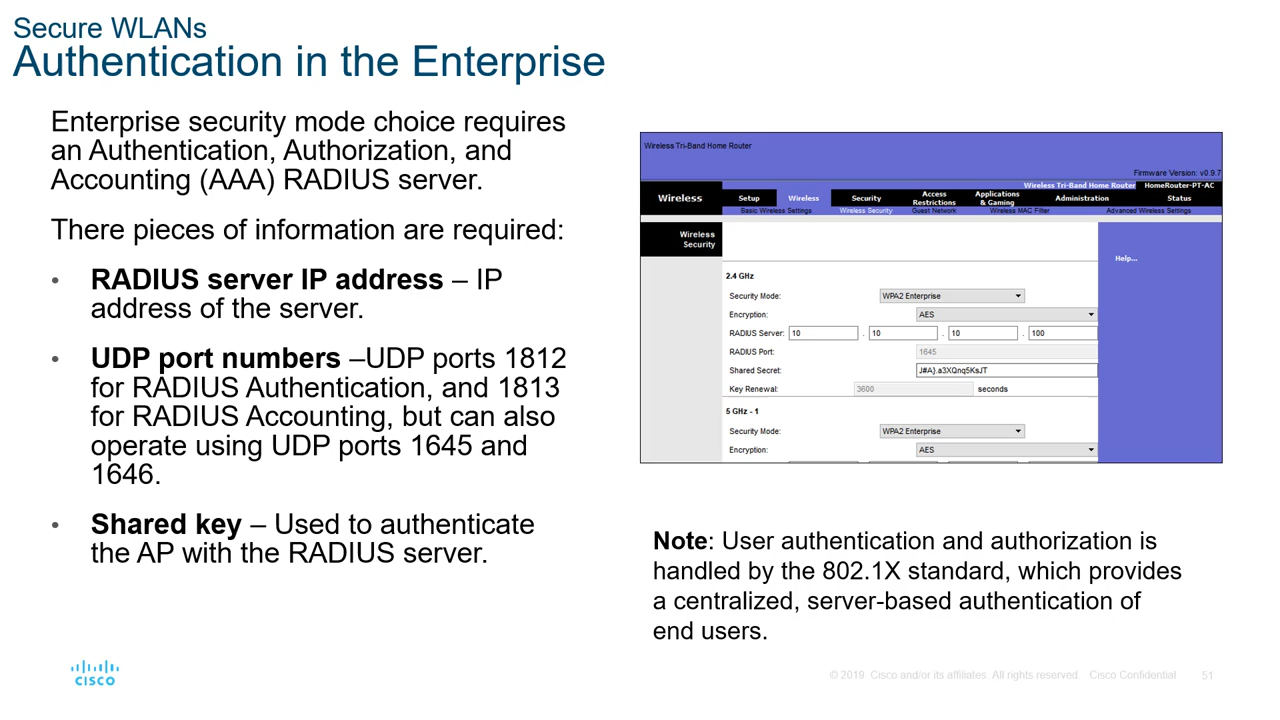 Secure WLANs
Authentication in the Enterprise
Enterprise security mode choice requires
an Authentication, Authorization, and
Accounting (AAA) RADIUS server.
There pieces of information are required:
• RADIUS server IP address – IP
address of the server.
• UDP port numbers –UDP ports 1812
for RADIUS Authentication, and 1813
for RADIUS Accounting, but can also
operate using UDP ports 1645 and
1646.
• Shared key – Used to authenticate
the AP with the RADIUS server.
Wireless Tri-Band Home Router
Firmware Version: v0.9.7
Wireless Tri-Band Home Router HomeRouter-PT-AC
Wireless
Setup Wireless Security Access Restrictions Applications & Gaming Administration Status
Basic Wireless Settings Wireless Security Guest Network Wireless MAC Filter Advanced Wireless Settings
Wireless
Security
Help...
2.4 GHz
Security Mode: WPA2 Enterprise
Encryption: AES
RADIUS Server: 10 . 10 . 10 . 100
RADIUS Port: 1645
Shared Secret: J#A}.a3XQnq5KsJT
Key Renewal: 3600 seconds
5 GHz - 1
Security Mode: WPA2 Enterprise
Encryption: AES
Note: User authentication and authorization is
handled by the 802.1X standard, which provides
a centralized, server-based authentication of
end users.
CISCO
© 2019 Cisco and/or its affiliates. All rights reserved. Cisco Confidential 51